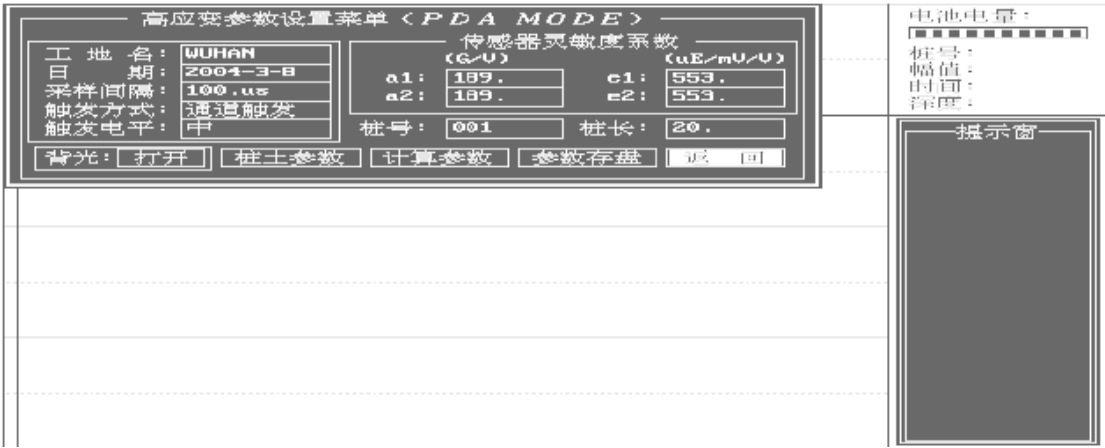 高应变参数设置菜单(PDA MODE)
工 地 名: WUHAN
日 期: 2004-3-8
采样间隔: 100.us
触发方式: 通道触发
触发电平: 中
传感器灵敏度系数
(G/V) (uE/mV/V)
a1: 189. e1: 553.
a2: 189. e2: 553.
桩号: 001 桩长: 20.
背光: 打开 桩土参数 计算参数 参数存盘 返 回
电池电量:
桩号:
幅值:
时间:
深度:
提示窗